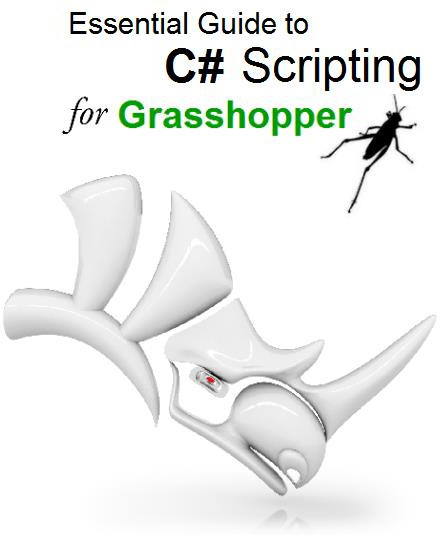 Essential Guide to
C# Scripting
for Grasshopper